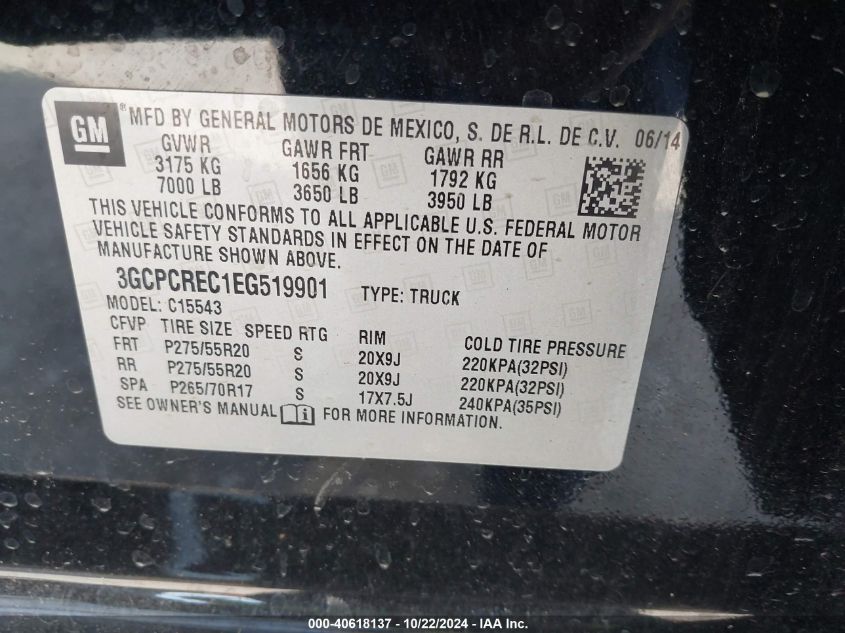 GM ® MFD BY GENERAL MOTORS DE MEXICO, S. DE R.L. DE C.V. 06/14
GVWR GAWR FRT GAWR RR
3175 KG 1656 KG 1792 KG
7000 LB 3650 LB 3950 LB
THIS VEHICLE CONFORMS TO ALL APPLICABLE U.S. FEDERAL MOTOR
VEHICLE SAFETY STANDARDS IN EFFECT ON THE DATE OF
MANUFACTURE SHOWN ABOVE.
3GCPCREC1EG519901 TYPE: TRUCK
MODEL: C15543
CFVP TIRE SIZE SPEED RTG RIM COLD TIRE PRESSURE
FRT P275/55R20 S 20X9J 220KPA(32PSI)
RR P275/55R20 S 20X9J 220KPA(32PSI)
SPA P265/70R17 S 17X7.5J 240KPA(35PSI)
SEE OWNER'S MANUAL FOR MORE INFORMATION.
000-40618137 - 10/22/2024 - IAA Inc.